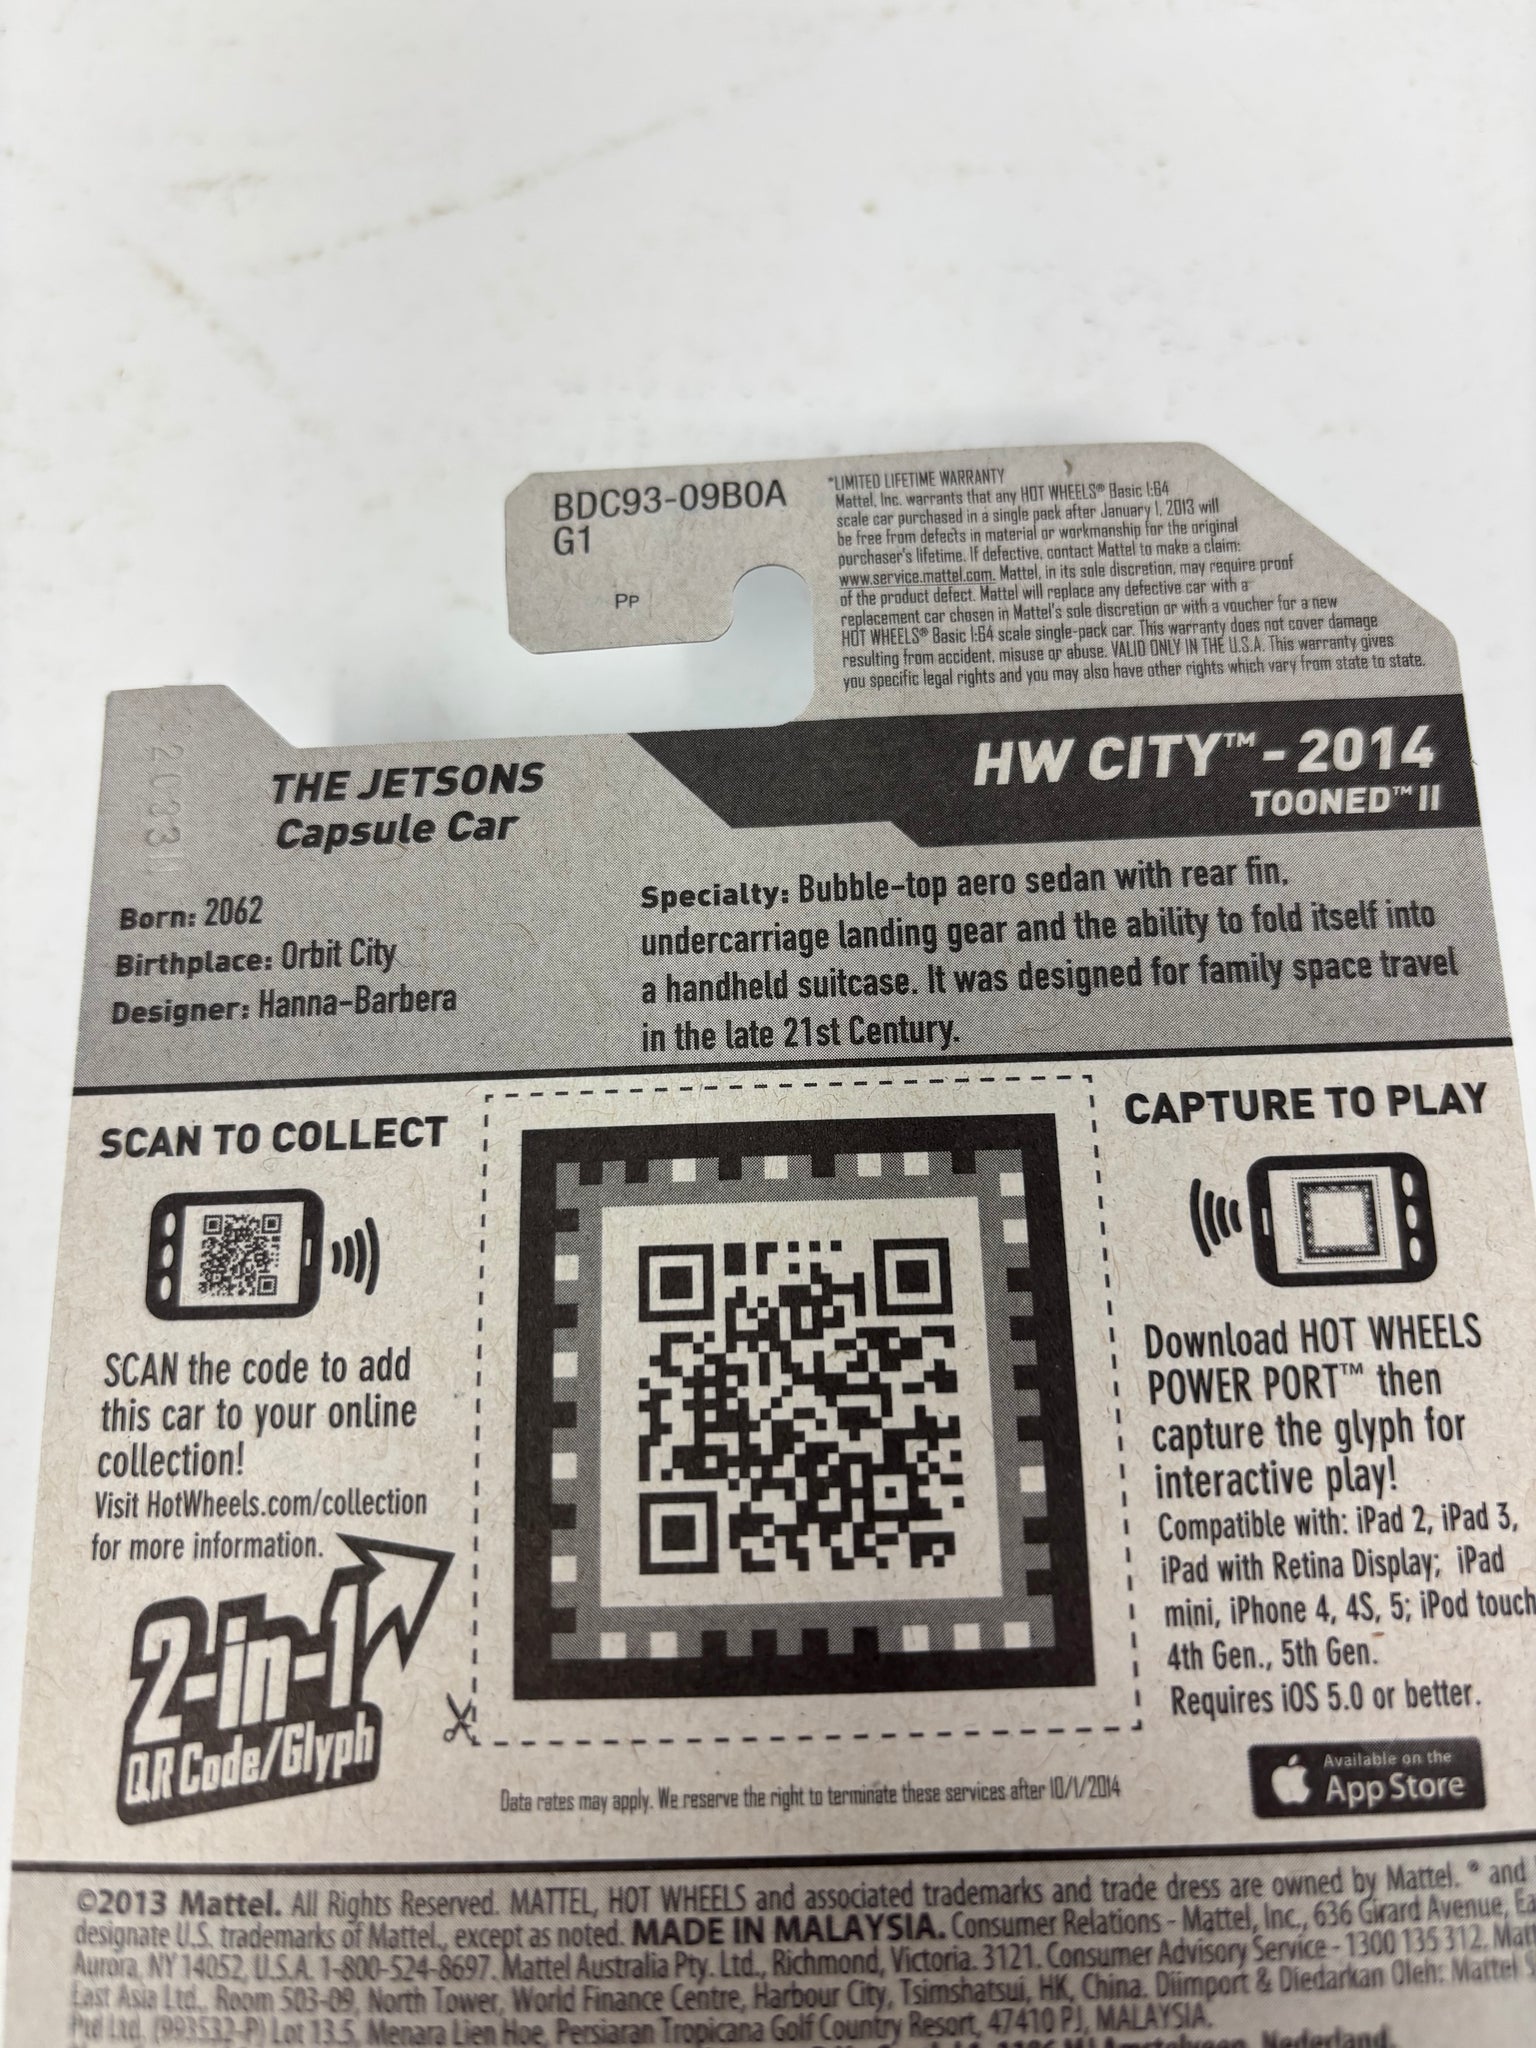 BDC93-09B0A
G1
PP
*LIMITED LIFETIME WARRANTY
Mattel, Inc. warrants that any HOT WHEELS® Basic 1:64
scale car purchased in a single pack after January 1, 2013 will
be free from defects in material or workmanship for the original
purchaser's lifetime. If defective, contact Mattel to make a claim:
www.service.mattel.com. Mattel, in its sole discretion, may require proof
of the product defect. Mattel will replace any defective car with a
replacement car chosen in Mattel's sole discretion or with a voucher for a new
HOT WHEELS® Basic 1:64 scale single-pack car. This warranty does not cover damage
resulting from accident, misuse or abuse. VALID ONLY IN THE U.S.A. This warranty gives
you specific legal rights and you may also have other rights which vary from state to state.
HW CITY™ - 2014
TOONED™ II
THE JETSONS
Capsule Car
Born: 2062
Birthplace: Orbit City
Designer: Hanna-Barbera
Specialty: Bubble-top aero sedan with rear fin,
undercarriage landing gear and the ability to fold itself into
a handheld suitcase. It was designed for family space travel
in the late 21st Century.
SCAN TO COLLECT
SCAN the code to add
this car to your online
collection!
Visit HotWheels.com/collection
for more information.
2-in-1
QR Code/Glyph
CAPTURE TO PLAY
Download HOT WHEELS
POWER PORT™ then
capture the glyph for
interactive play!
Compatible with: iPad 2, iPad 3,
iPad with Retina Display; iPad
mini, iPhone 4, 4S, 5; iPod touch
4th Gen., 5th Gen.
Requires iOS 5.0 or better.
Available on the
App Store
Data rates may apply. We reserve the right to terminate these services after 10/1/2014
©2013 Mattel. All Rights Reserved. MATTEL, HOT WHEELS and associated trademarks and trade dress are owned by Mattel. ® and
designate U.S. trademarks of Mattel, except as noted. MADE IN MALAYSIA. Consumer Relations - Mattel, Inc., 636 Girard Avenue,
Aurora, NY 14052, U.S.A. 1-800-524-8697. Mattel Australia Pty. Ltd., Richmond, Victoria. 3121. Consumer Advisory Service - 1300 135 312.
East Asia Ltd., Room 503-09, North Tower, World Finance Centre, Harbour City, Tsimshatsui, HK, China. Diimport & Diedarkan Oleh: Mattel
Ptd Ltd. (993532-P) Lot 13.5, Menara Lien Hoe, Persiaran Tropicana Golf Country Resort, 47410 PJ, MALAYSIA.
Nederland.